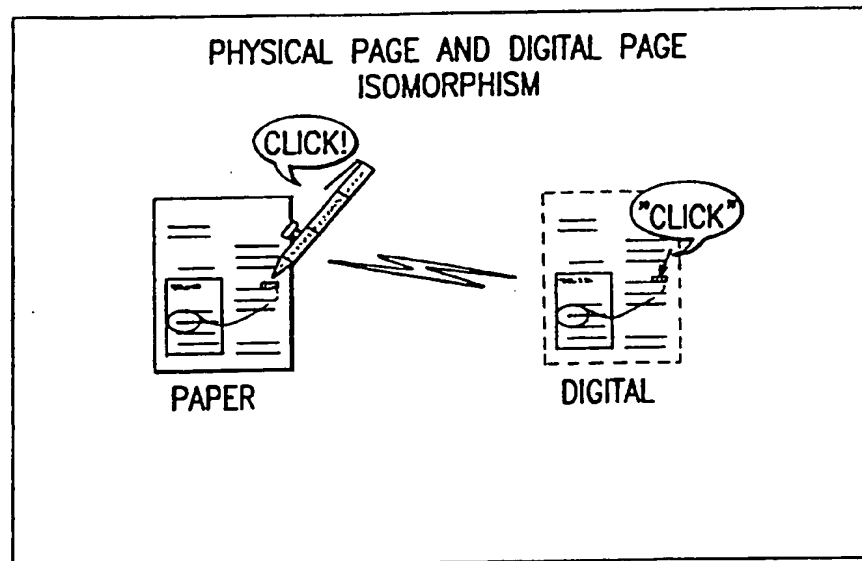 PHYSICAL PAGE AND DIGITAL PAGE
ISOMORPHISM
CLICK!
"CLICK"
PAPER
DIGITAL